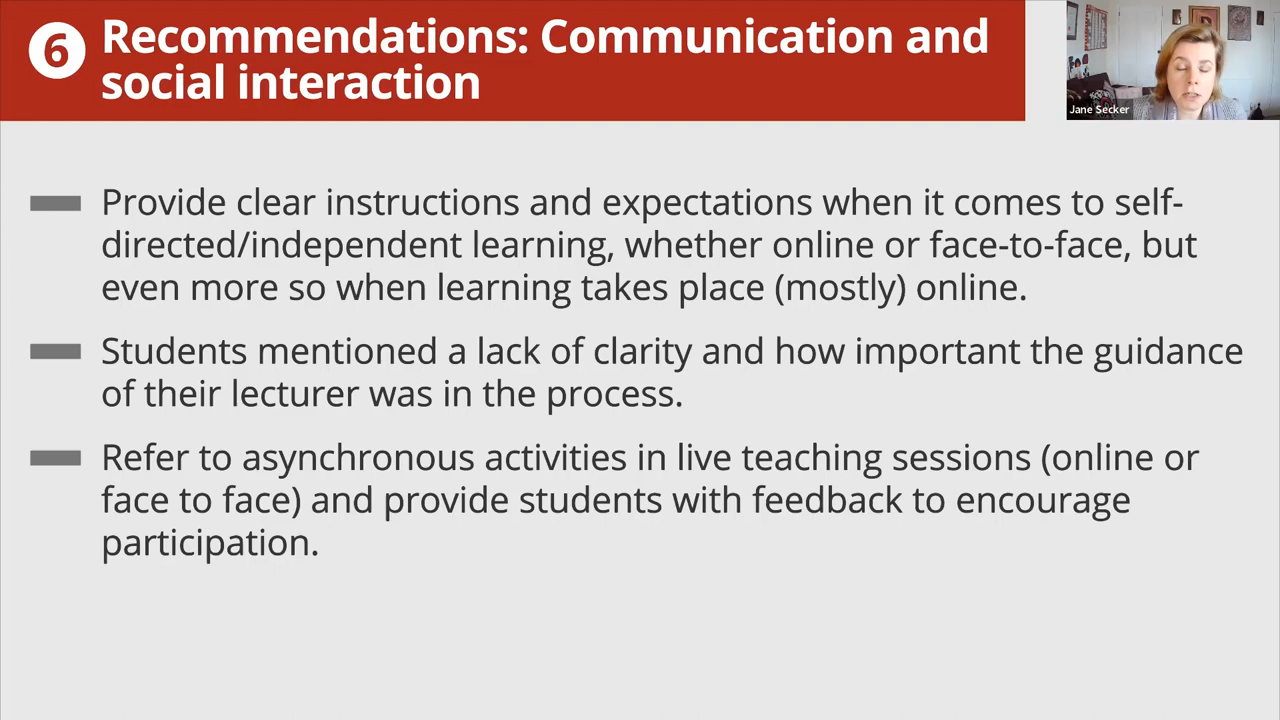 6
Recommendations: Communication and
social interaction
Jane Secker
Provide clear instructions and expectations when it comes to self-
directed/independent learning, whether online or face-to-face, but
even more so when learning takes place (mostly) online.
Students mentioned a lack of clarity and how important the guidance
of their lecturer was in the process.
Refer to asynchronous activities in live teaching sessions (online or
face to face) and provide students with feedback to encourage
participation.